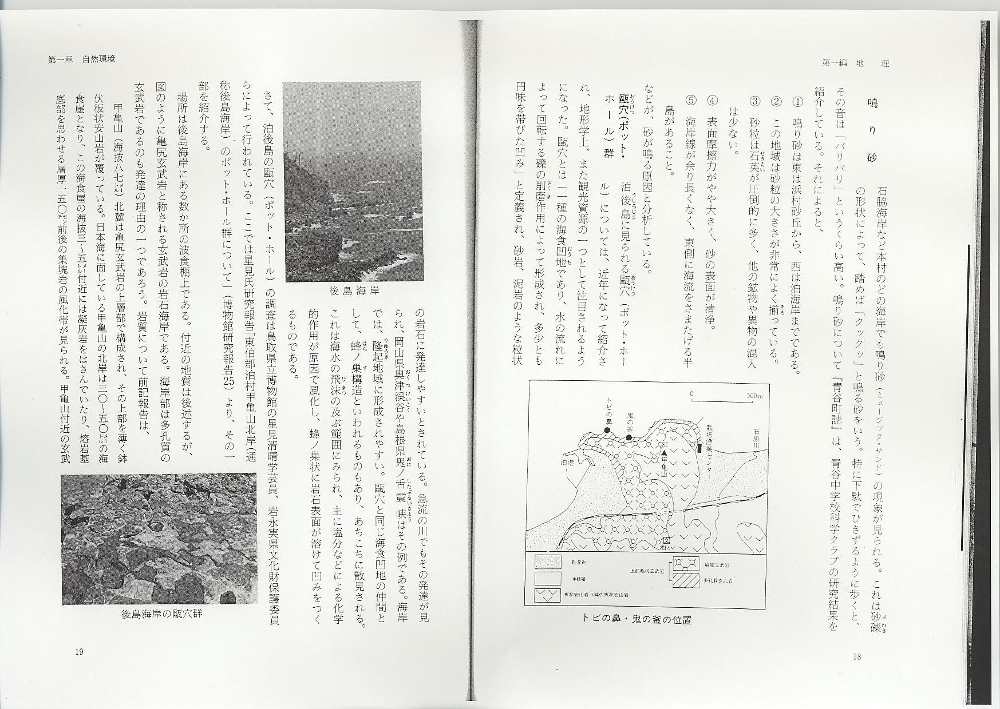 第一編　地　　理
鳴り砂
石脇海岸など本村のどの海岸でも鳴り砂（ミュージック・サンド）の現象が見られる。これは砂礫
の形状によって、踏めば「クックッ」と鳴る砂をいう。特に下駄でひきずるように歩くと、
その音は「バリバリ」というくらい高い。鳴り砂について『青谷町誌』は、青谷中学校科学クラブの研究結果を
紹介している。それによると、
①　鳴り砂は東は浜村砂丘から、西は泊海岸までである。
②　この地域は砂粒の大きさが非常によく揃っている。
③　砂粒は石英が圧倒的に多く、他の鉱物や異物の混入
は少ない。
④　表面摩擦力がやや大きく、砂の表面が清浄。
⑤　海岸線が余り長くなく、東側に海流をさまたげる半
島があること。
などが、砂が鳴る原因と分析している。
甌穴（ポット・
ホール）群
泊後島に見られる甌穴（ポット・ホー
ル）については、近年になって紹介さ
れ、地形学上、また観光資源の一つとして注目されるよう
になった。甌穴とは「一種の海食凹地であり、水の流れに
よって回転する礫の削磨作用によって形成され、多少とも
円味を帯びた凹み」と定義され、砂岩、泥岩のような粒状
0　500m
トビの鼻
鬼の釜
栽培漁業センター
石脇川
泊港
87
▲甲亀山
文
泊小
砂丘砂
沖積層
板状安山岩（鉢伏板状安山岩）
上部亀尻玄武岩
緻密玄武岩
多孔質玄武岩
トビの鼻・鬼の釜の位置
18
第一章　自然環境
後島海岸
の岩石に発達しやすいとされている。急流の川でもその発達が見
られ、岡山県奥津渓谷や島根県鬼ノ舌震峡はその例である。海岸
では、隆起地域に形成されやすい。甌穴と同じ海食凹地の仲間と
して、蜂ノ巣構造といわれるものもあり、あちこちに散見される。
これは海水の飛沫の及ぶ範囲にみられ、主に塩分などによる化学
的作用が原因で風化し、蜂ノ巣状に岩石表面が溶けて凹みをつく
るものである。
さて、泊後島の甌穴（ポット・ホール）の調査は鳥取県立博物館の星見清晴学芸員、岩永実県文化財保護委員
らによって行われている。ここでは星見氏研究報告「東伯郡泊村甲亀山北岸（通
称後島海岸）のポット・ホール群について」（博物館研究報告25）より、その一
部を紹介する。
場所は後島海岸にある数か所の波食棚上である。付近の地質は後述するが、
図のように亀尻玄武岩と称される玄武岩の岩石海岸である。海岸部は多孔質の
玄武岩であるのも発達の理由の一つであろう。岩質について前記報告は、
甲亀山（海抜八七メートル）北麓は亀尻玄武岩の上層部で構成され、その上部を薄く鉢
伏板状安山岩が覆っている。日本海に面している甲亀山の北岸は三〇〜五〇メートルの海
食崖となり、この海食崖の海抜三〜五メートル付近には凝灰岩をはさんでいたり、熔岩基
底部を思わせる層厚一五〇センチ前後の集塊岩の風化帯が見られる。甲亀山付近の玄武
後島海岸の甌穴群
19